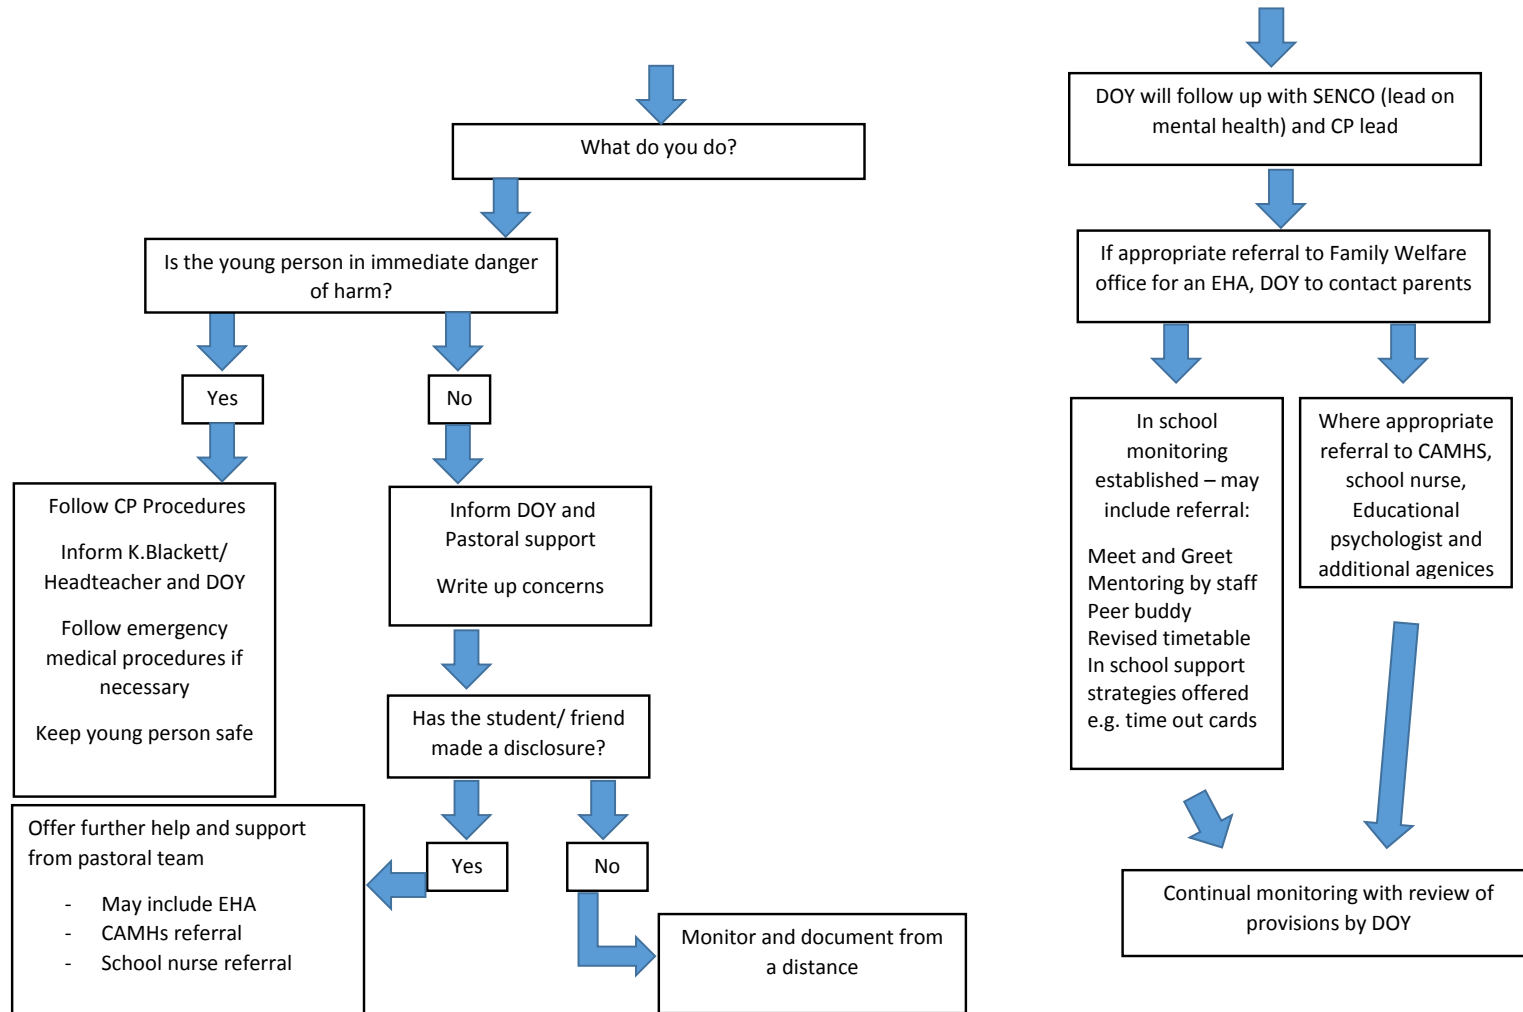 What do you do?
Is the young person in immediate danger
of harm?
Yes
No
Follow CP Procedures
Inform K.Blackett/
Headteacher and DOY
Follow emergency
medical procedures if
necessary
Keep young person safe
Inform DOY and
Pastoral support
Write up concerns
Has the student/ friend
made a disclosure?
Yes
No
Offer further help and support
from pastoral team
- May include EHA
- CAMHs referral
- School nurse referral
Monitor and document from
a distance
DOY will follow up with SENCO (lead on
mental health) and CP lead
If appropriate referral to Family Welfare
office for an EHA, DOY to contact parents
In school
monitoring
established – may
include referral:
Meet and Greet
Mentoring by staff
Peer buddy
Revised timetable
In school support
strategies offered
e.g. time out cards
Where appropriate
referral to CAMHS,
school nurse,
Educational
psychologist and
additional agenices
Continual monitoring with review of
provisions by DOY